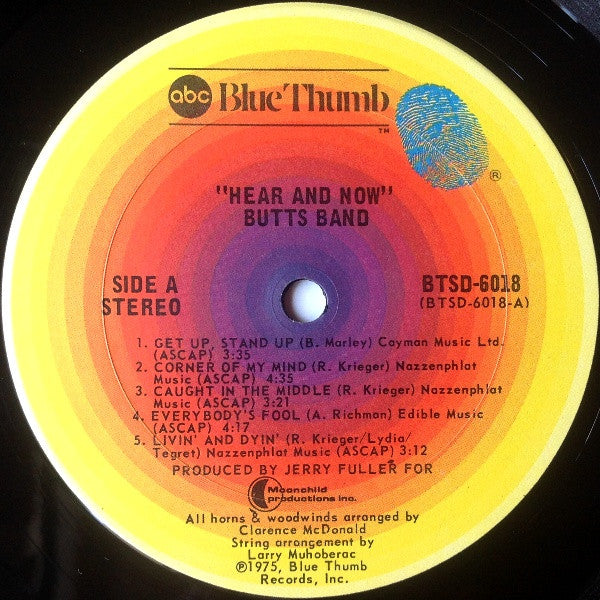 abc Blue Thumb
TM
®
"HEAR AND NOW"
BUTTS BAND
SIDE A
STEREO
BTSD-6018
(BTSD-6018-A)
1. GET UP, STAND UP (B. Marley) Cayman Music Ltd.
(ASCAP) 3:35
2. CORNER OF MY MIND (R. Krieger) Nazzenphlat
Music (ASCAP) 4:35
3. CAUGHT IN THE MIDDLE (R. Krieger) Nazzenphlat
Music (ASCAP) 3:21
4. EVERYBODY'S FOOL (A. Richman) Edible Music
(ASCAP) 4:17
5. LIVIN' AND DYIN' (R. Krieger/Lydia/
Tegret) Nazzenphlat Music (ASCAP) 3:12
PRODUCED BY JERRY FULLER FOR
Moonchild
productions inc.
All horns & woodwinds arranged by
Clarence McDonald
String arrangement by
Larry Muhoberac
℗1975, Blue Thumb
Records, Inc.